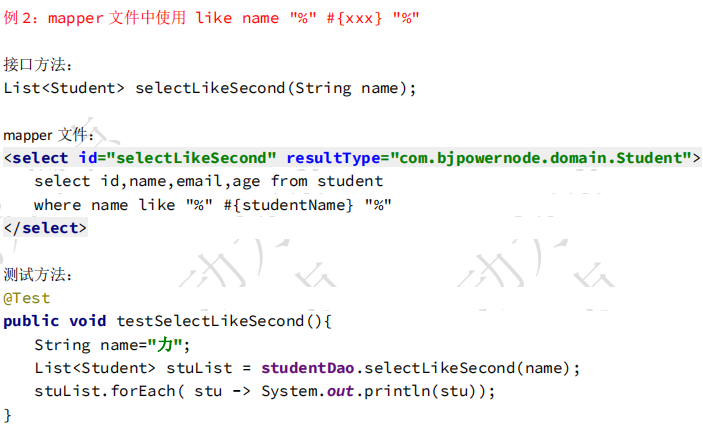 例 2：mapper 文件中使用 like name "%" #{xxx} "%"
接口方法：
List<Student> selectLikeSecond(String name);
mapper 文件：
<select id="selectLikeSecond" resultType="com.bjpowernode.domain.Student">
select id,name,email,age from student
where name like "%" #{studentName} "%"
</select>
测试方法：
@Test
public void testSelectLikeSecond(){
String name="力";
List<Student> stuList = studentDao.selectLikeSecond(name);
stuList.forEach( stu -> System.out.println(stu));
}